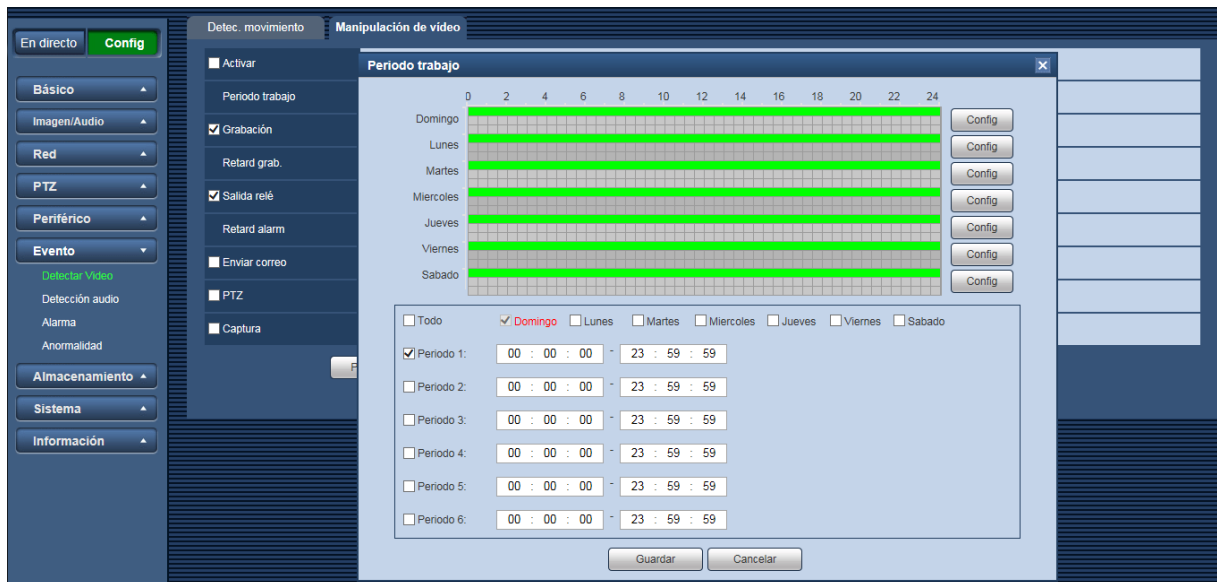 Detec. movimiento Manipulación de vídeo
En directo Config
Activar
Periodo trabajo
Básico
Periodo trabajo
0 2 4 6 8 10 12 14 16 18 20 22 24
Imagen/Audio
Grabación
Domingo Config
Lunes Config
Red
Retard grab.
Martes Config
PTZ
Salida relé
Miercoles Config
Periférico
Retard alarm
Jueves Config
Evento
Viernes Config
Detectar Video
Enviar correo
Sabado Config
Detección audio
PTZ
Alarma
Captura
Anormalidad
Todo Domingo Lunes Martes Miercoles Jueves Viernes Sabado
Periodo 1: 00 : 00 : 00 - 23 : 59 : 59
Almacenamiento
Periodo 2: 00 : 00 : 00 - 23 : 59 : 59
Sistema
Periodo 3: 00 : 00 : 00 - 23 : 59 : 59
Información
Periodo 4: 00 : 00 : 00 - 23 : 59 : 59
Periodo 5: 00 : 00 : 00 - 23 : 59 : 59
Periodo 6: 00 : 00 : 00 - 23 : 59 : 59
Guardar Cancelar